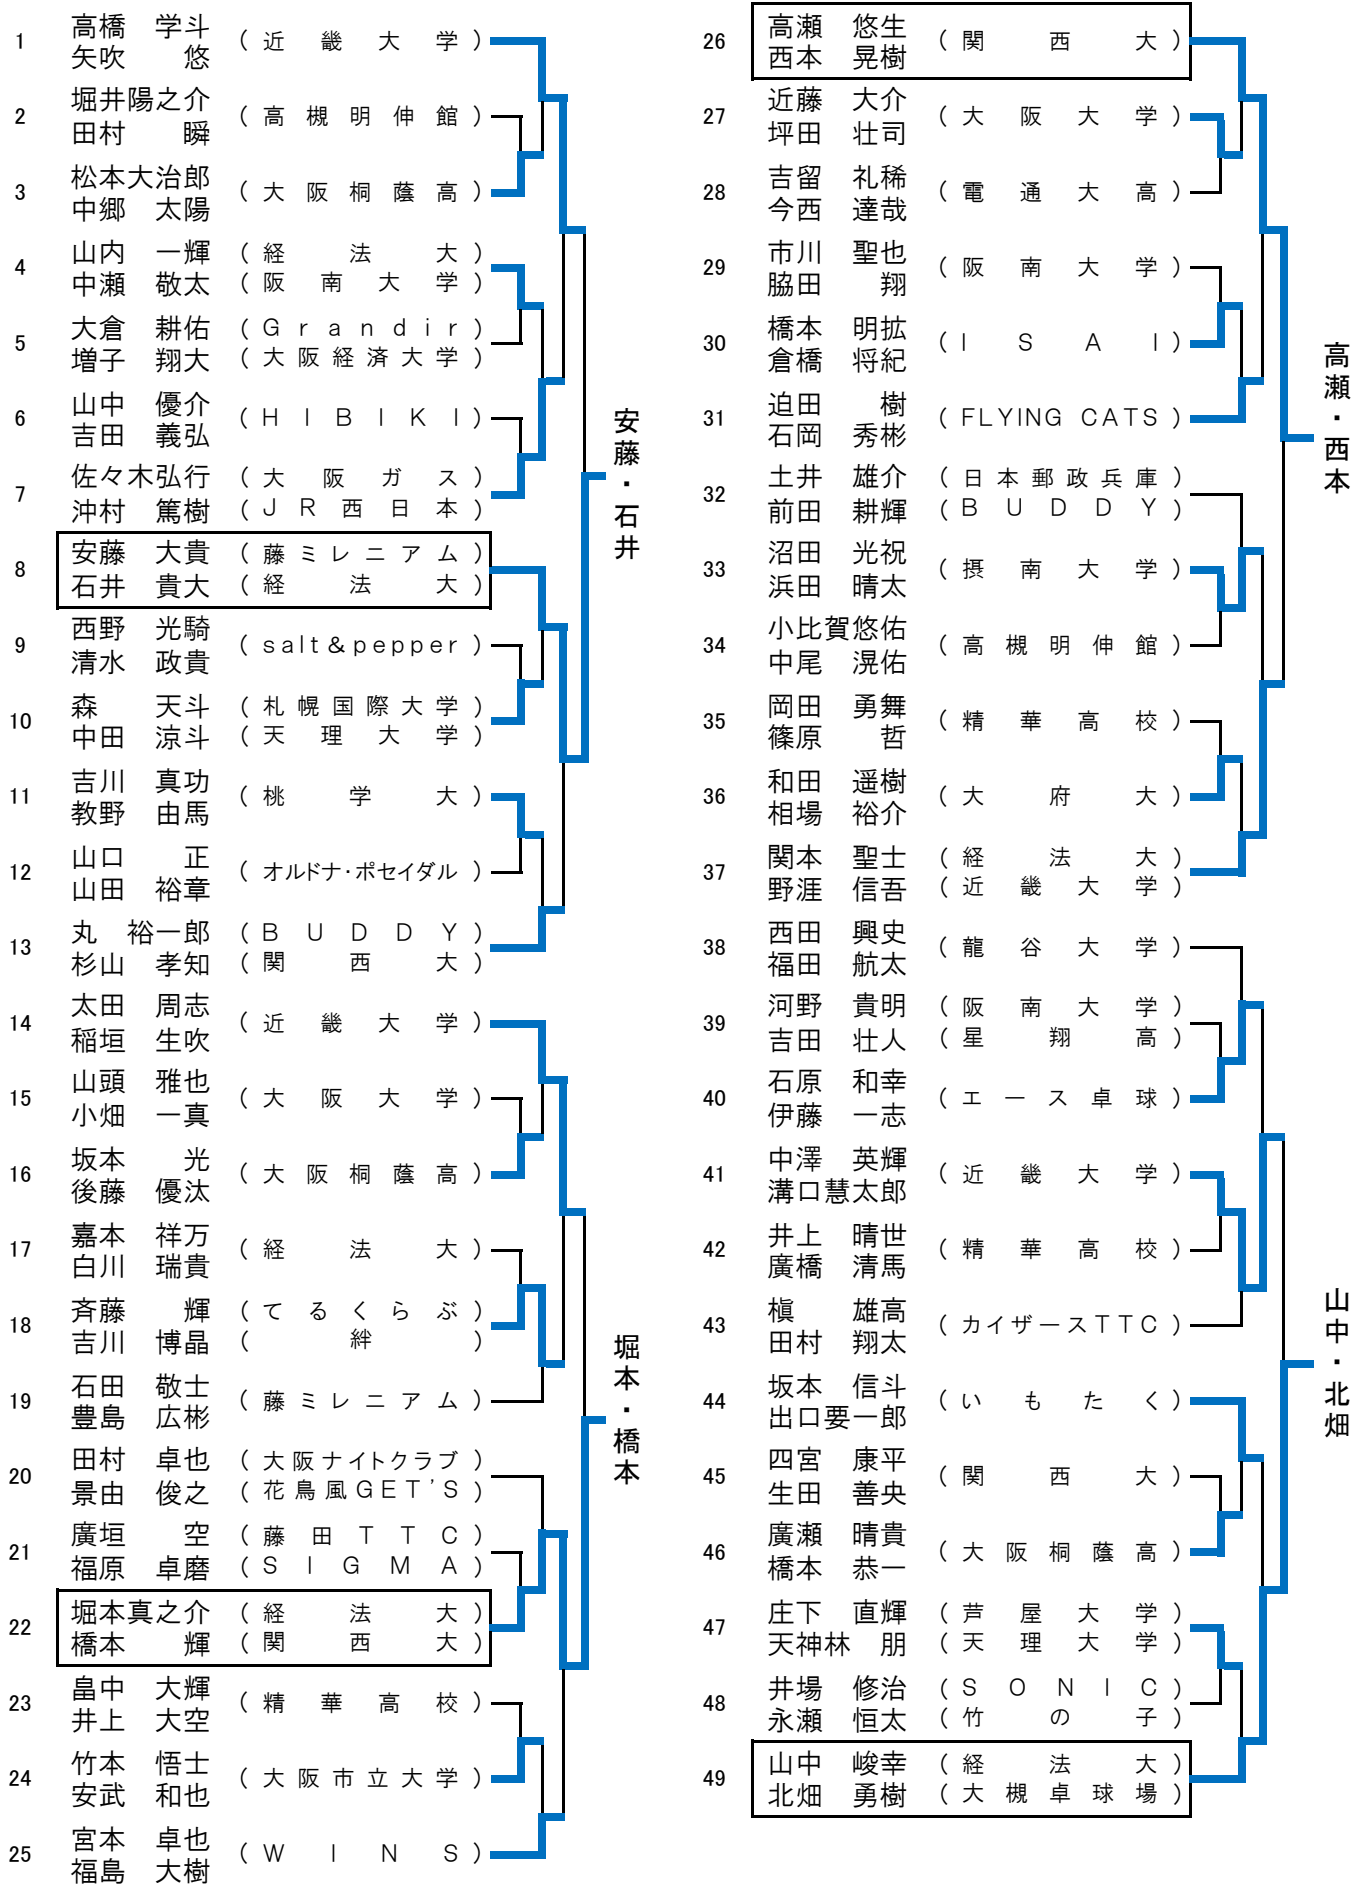 1 高橋 学斗 (近畿大学)
矢吹 悠
2 堀井陽之介 (高槻明伸館)
田村 瞬
3 松本大治郎 (大阪桐蔭高)
中郷 太陽
4 山内 一輝 (経法大)
中瀬 敬太 (阪南大学)
5 大倉 耕佑 (Grandir)
増子 翔大 (大阪経済大学)
6 山中 優介 (HIBIKI)
吉田 義弘
7 佐々木弘行 (大阪ガス)
沖村 篤樹 (JR西日本)
8 安藤 大貴 (藤ミレニアム)
石井 貴大 (経法大)
9 西野 光騎 (salt&pepper)
清水 政貴
10 森 天斗 (札幌国際大学)
中田 涼斗 (天理大学)
11 吉川 真功 (桃学大)
教野 由馬
12 山口 正 (オルドナ・ポセイダル)
山田 裕章
13 丸 裕一郎 (BUDDY)
杉山 孝知 (関西大)
14 太田 周志 (近畿大学)
稲垣 生吹
15 山頭 雅也 (大阪大学)
小畑 一真
16 坂本 光 (大阪桐蔭高)
後藤 優汰
17 嘉本 祥万 (経法大)
白川 瑞貴
18 斉藤 輝 (てるくらぶ)
吉川 博晶 (絆)
19 石田 敬士 (藤ミレニアム)
豊島 広彬
20 田村 卓也 (大阪ナイトクラブ)
景由 俊之 (花鳥風GET'S)
21 廣垣 空 (藤田TTC)
福原 卓磨 (SIGMA)
22 堀本真之介 (経法大)
橋本 輝 (関西大)
23 畠中 大輝 (精華高校)
井上 大空
24 竹本 悟士 (大阪市立大学)
安武 和也
25 宮本 卓也 (WINS)
福島 大樹
安藤・石井
堀本・橋本
26 高瀬 悠生 (関西大)
西本 晃樹
27 近藤 大介 (大阪大学)
坪田 壮司
28 吉留 礼稀 (電通大高)
今西 達哉
29 市川 聖也 (阪南大学)
脇田 翔
30 橋本 明拡 (ISAI)
倉橋 将紀
31 迫田 樹 (FLYING CATS)
石岡 秀彬
32 土井 雄介 (日本郵政兵庫)
前田 耕輝 (BUDDY)
33 沼田 光祝 (摂南大学)
浜田 晴太
34 小比賀悠佑 (高槻明伸館)
中尾 滉佑
35 岡田 勇舞 (精華高校)
篠原 哲
36 和田 遥樹 (大府大)
相場 裕介
37 関本 聖士 (経法大)
野涯 信吾 (近畿大学)
38 西田 興史 (龍谷大学)
福田 航太
39 河野 貴明 (阪南大学)
吉田 壮人 (星翔高)
40 石原 和幸 (エース卓球)
伊藤 一志
41 中澤 英輝 (近畿大学)
溝口慧太郎
42 井上 晴世 (精華高校)
廣橋 清馬
43 槇 雄高 (カイザースTTC)
田村 翔太
44 坂本 信斗 (いもたく)
出口要一郎
45 四宮 康平 (関西大)
生田 善央
46 廣瀬 晴貴 (大阪桐蔭高)
橋本 恭一
47 庄下 直輝 (芦屋大学)
天神林 朋 (天理大学)
48 井場 修治 (SONIC)
永瀬 恒太 (竹の子)
49 山中 峻幸 (経法大)
北畑 勇樹 (大槻卓球場)
高瀬・西本
山中・北畑